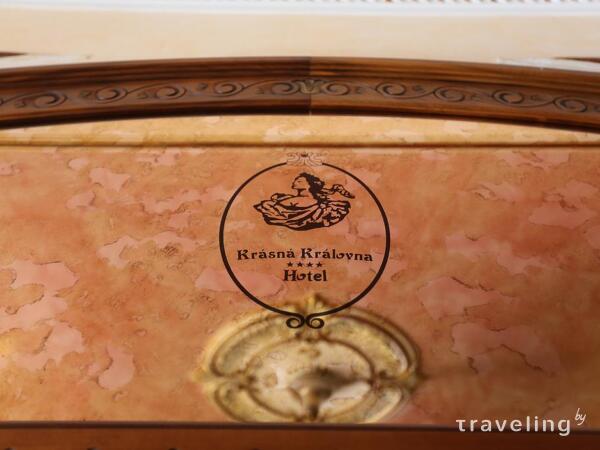 Krásná Královna
★★★★
Hotel
traveling by